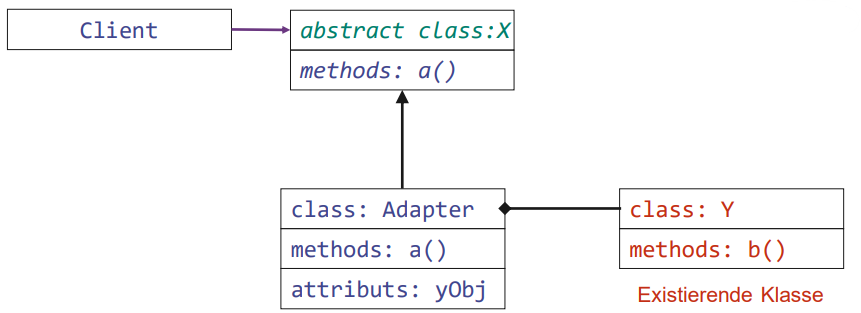 Client
abstract class:X
methods: a()
class: Adapter
methods: a()
attributs: yObj
class: Y
methods: b()
Existierende Klasse